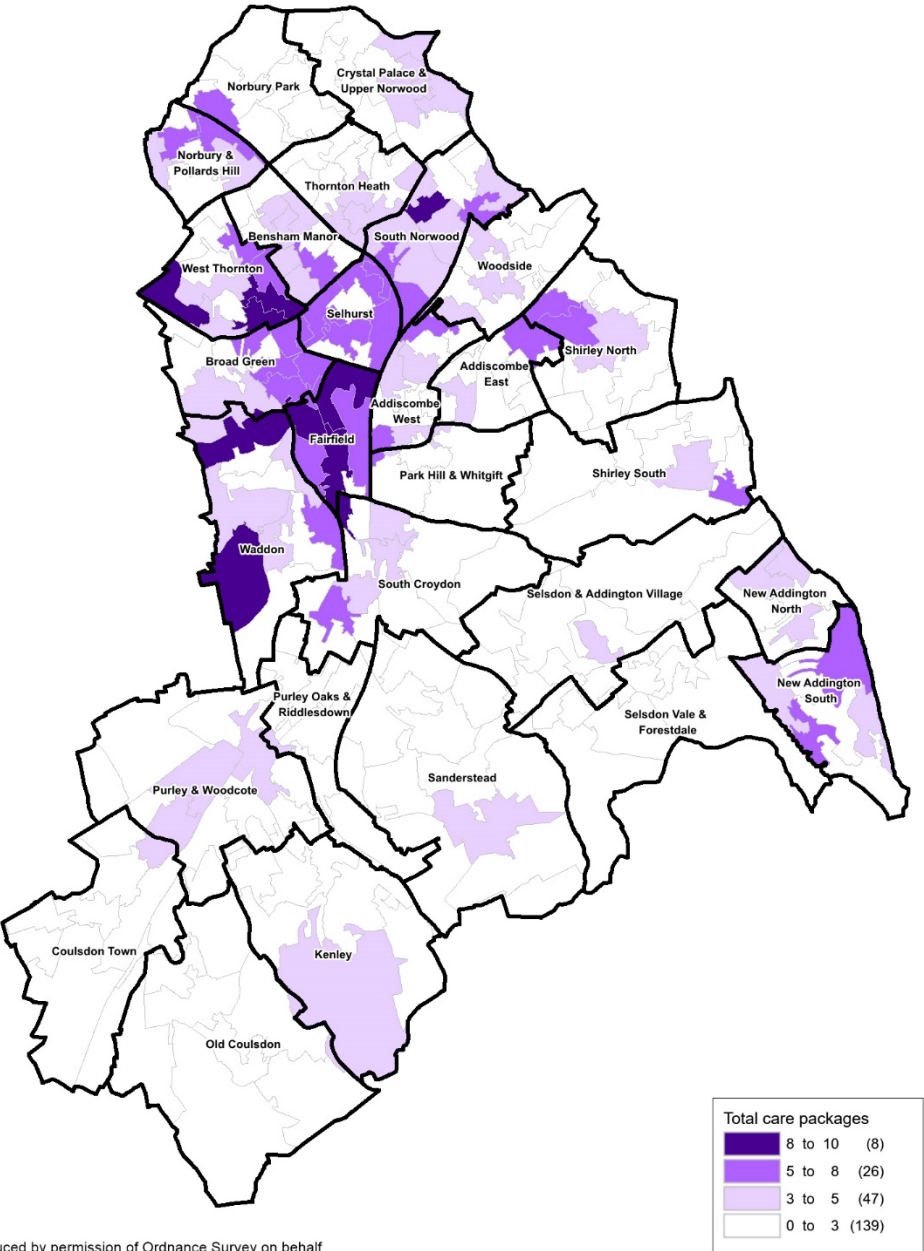 Norbury Park
Crystal Palace &
Upper Norwood
Norbury &
Pollards Hill
Thornton Heath
Bensham Manor
South Norwood
West Thornton
Woodside
Selhurst
Broad Green
Addiscombe
East
Shirley North
Addiscombe
West
Fairfield
Park Hill & Whitgift
Shirley South
Waddon
South Croydon
Selsdon & Addington Village
New Addington
North
New Addington
South
Purley Oaks &
Riddlesdown
Selsdon Vale &
Forestdale
Sanderstead
Purley & Woodcote
Coulsdon Town
Kenley
Old Coulsdon
Total care packages
8 to 10 (8)
5 to 8 (26)
3 to 5 (47)
0 to 3 (139)
uced by permission of Ordnance Survey on behalf